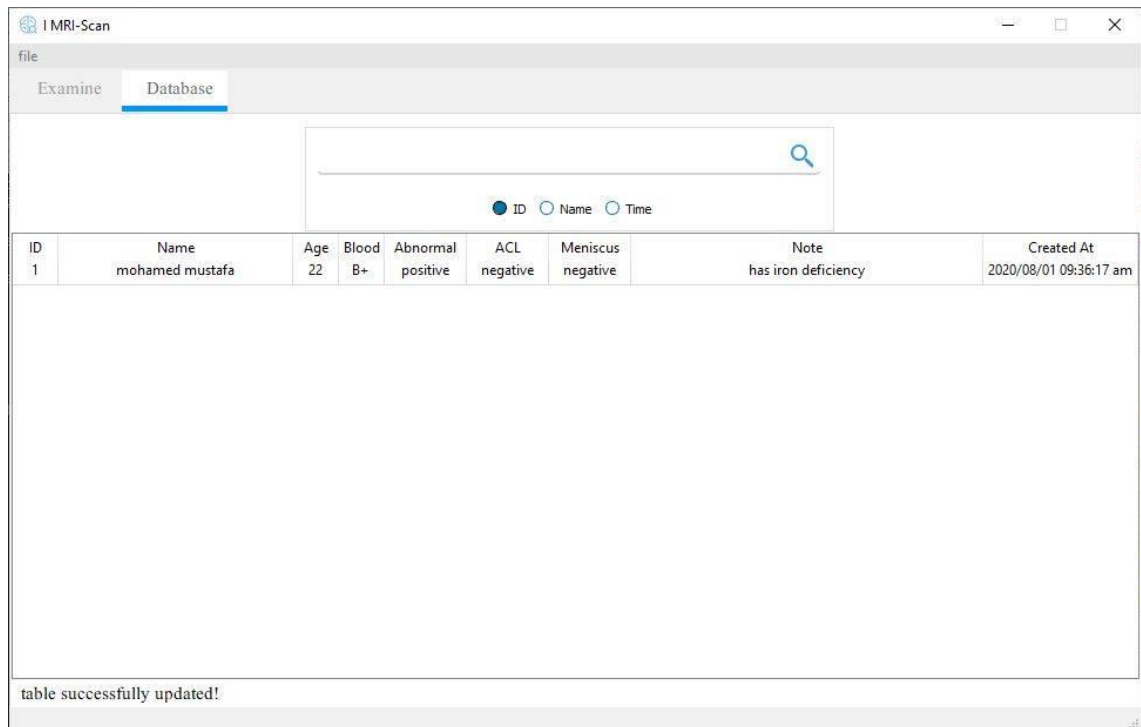 I MRI-Scan
file
Examine Database
ID Name Time
ID Name Age Blood Abnormal ACL Meniscus Note Created At
1 mohamed mustafa 22 B+ positive negative negative has iron deficiency 2020/08/01 09:36:17 am
table successfully updated!